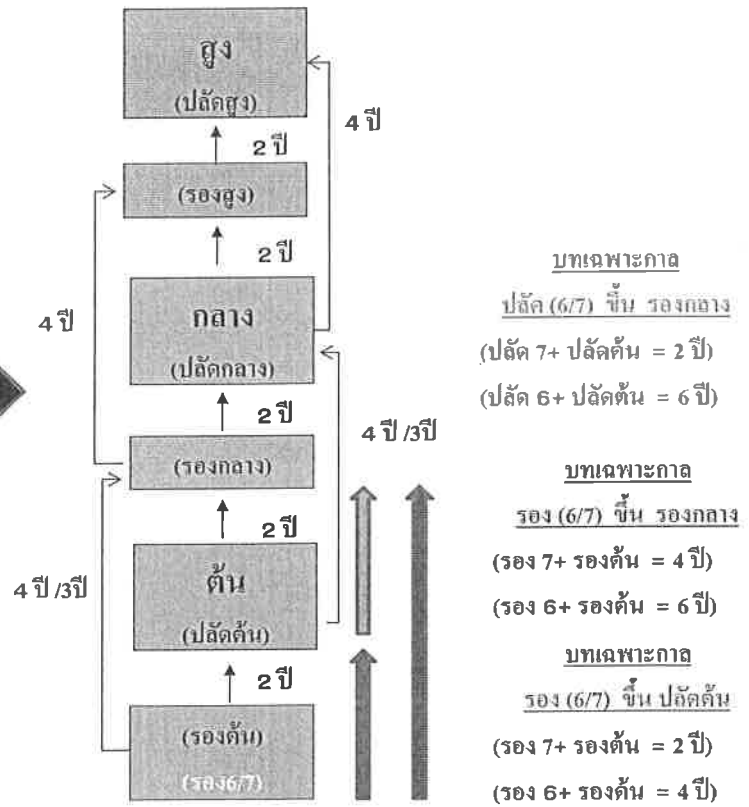 สูง
(ปลัดสูง)
4 ปี
2 ปี
(รองสูง)
2 ปี
4 ปี
กลาง
(ปลัดกลาง)
2 ปี
4 ปี /3ปี
(รองกลาง)
2 ปี
4 ปี /3ปี
ต้น
(ปลัดต้น)
2 ปี
(รองต้น)
(รอง6/7)
บทเฉพาะกาล
ปลัด (6/7) ขึ้น รองกลาง
(ปลัด 7+ ปลัดต้น = 2 ปี)
(ปลัด 6+ ปลัดต้น = 6 ปี)
บทเฉพาะกาล
รอง (6/7) ขึ้น รองกลาง
(รอง 7+ รองต้น = 4 ปี)
(รอง 6+ รองต้น = 6 ปี)
บทเฉพาะกาล
รอง (6/7) ขึ้น ปลัดต้น
(รอง 7+ รองต้น = 2 ปี)
(รอง 6+ รองต้น = 4 ปี)